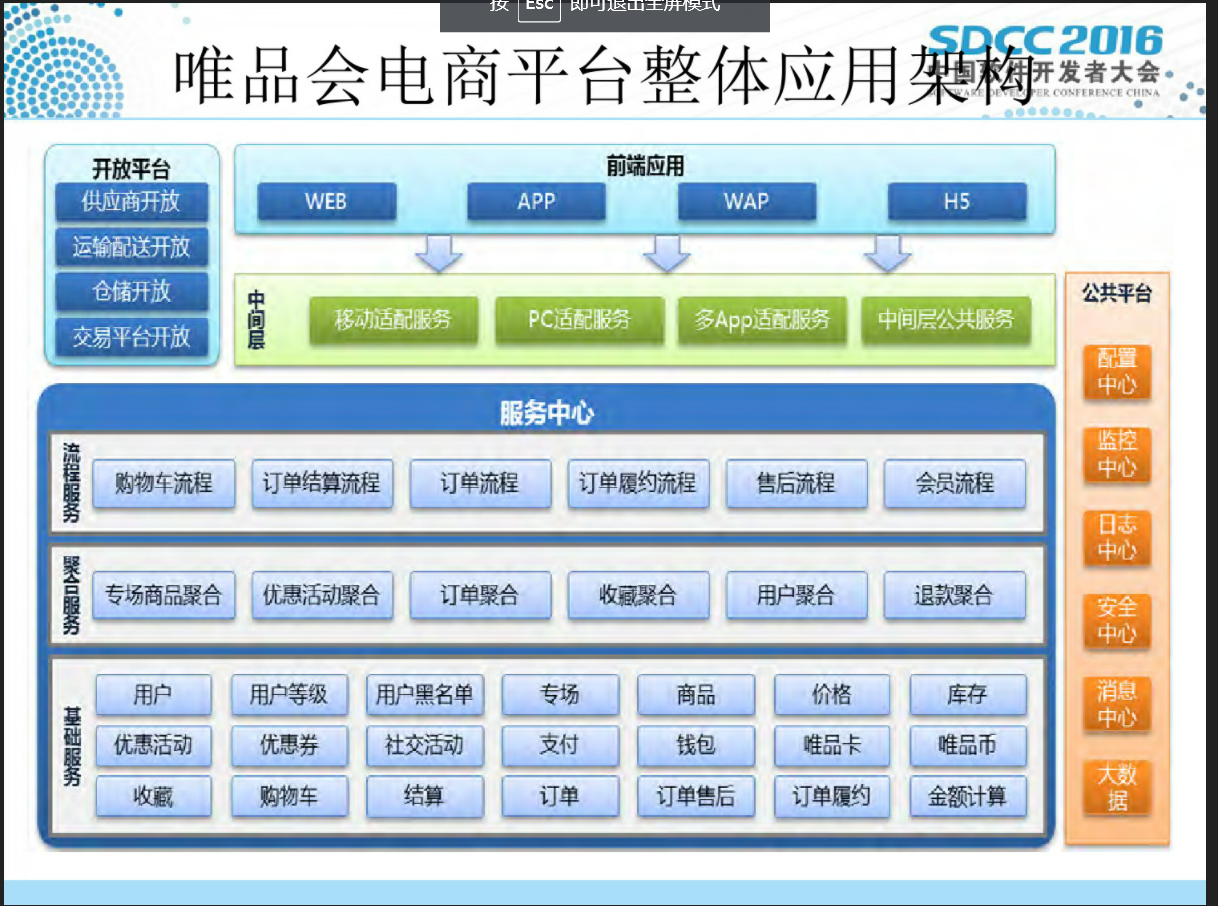 按 Esc 即可退出全屏模式
SDCC 2016
中国软件开发者大会
SOFTWARE DEVELOPER CONFERENCE CHINA
唯品会电商平台整体应用架构
开放平台
供应商开放
运输配送开放
仓储开放
交易平台开放
前端应用
WEB APP WAP H5
中间层
移动适配服务 PC适配服务 多App适配服务 中间层公共服务
服务中心
流程服务
购物车流程 订单结算流程 订单流程 订单履约流程 售后流程 会员流程
聚合服务
专场商品聚合 优惠活动聚合 订单聚合 收藏聚合 用户聚合 退款聚合
基础服务
用户 用户等级 用户黑名单 专场 商品 价格 库存
优惠活动 优惠券 社交活动 支付 钱包 唯品卡 唯品币
收藏 购物车 结算 订单 订单售后 订单履约 金额计算
公共平台
配置
中心
监控
中心
日志
中心
安全
中心
消息
中心
大数
据